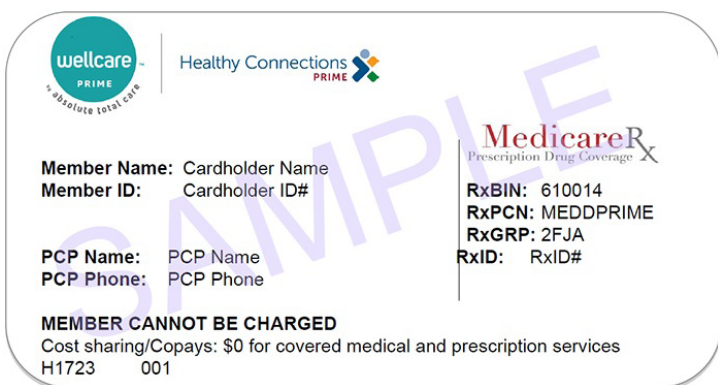 wellcare
PRIME
by absolute total care
Healthy Connections
PRIME
SAMPLE
MedicareRx
Prescription Drug Coverage
Member Name: Cardholder Name
Member ID: Cardholder ID#
RxBIN: 610014
RxPCN: MEDDPRIME
RxGRP: 2FJA
RxID: RxID#
PCP Name: PCP Name
PCP Phone: PCP Phone
MEMBER CANNOT BE CHARGED
Cost sharing/Copays: $0 for covered medical and prescription services
H1723 001